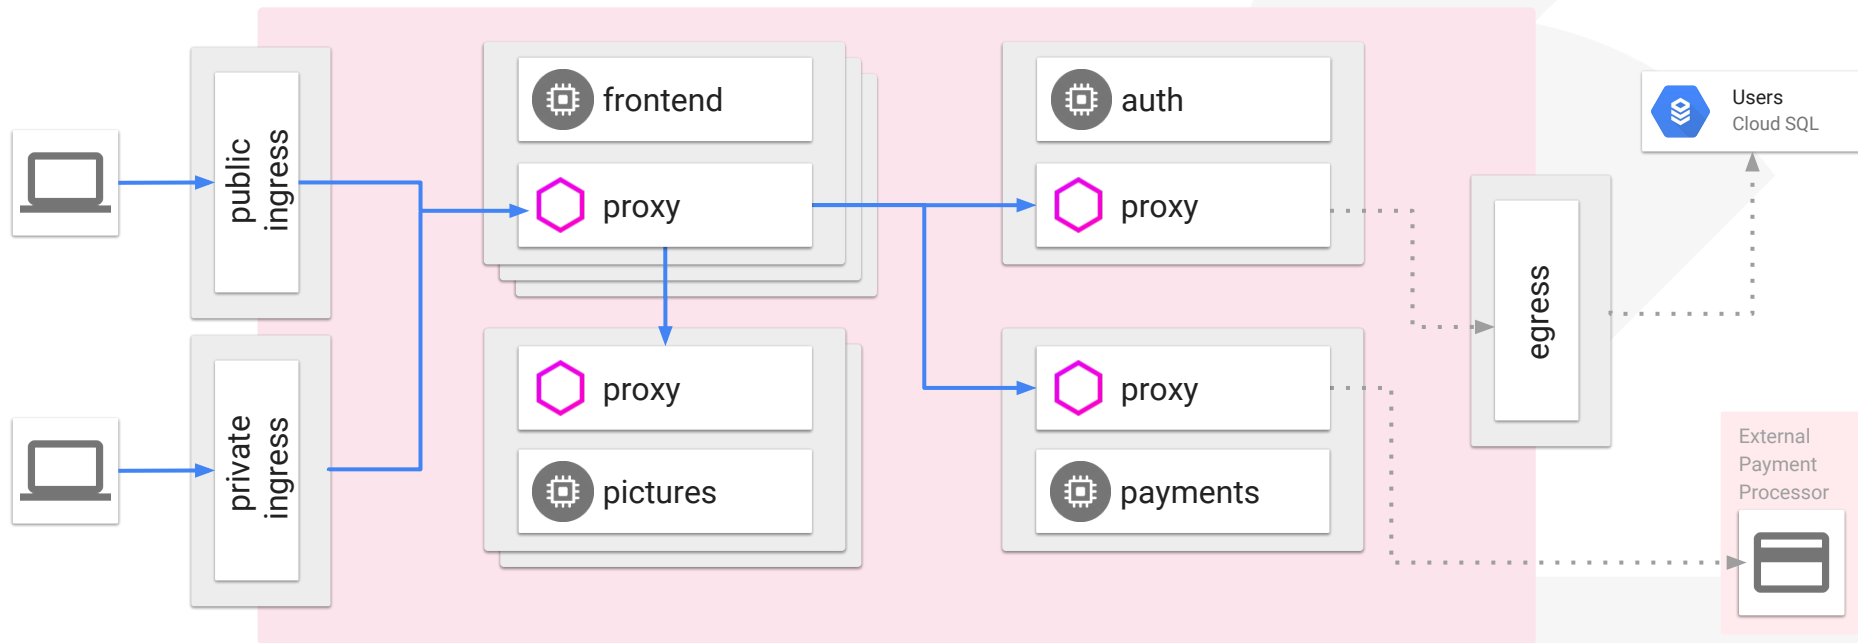 public
ingress
private
ingress
frontend
proxy
proxy
pictures
auth
proxy
proxy
payments
egress
Users
Cloud SQL
External
Payment
Processor